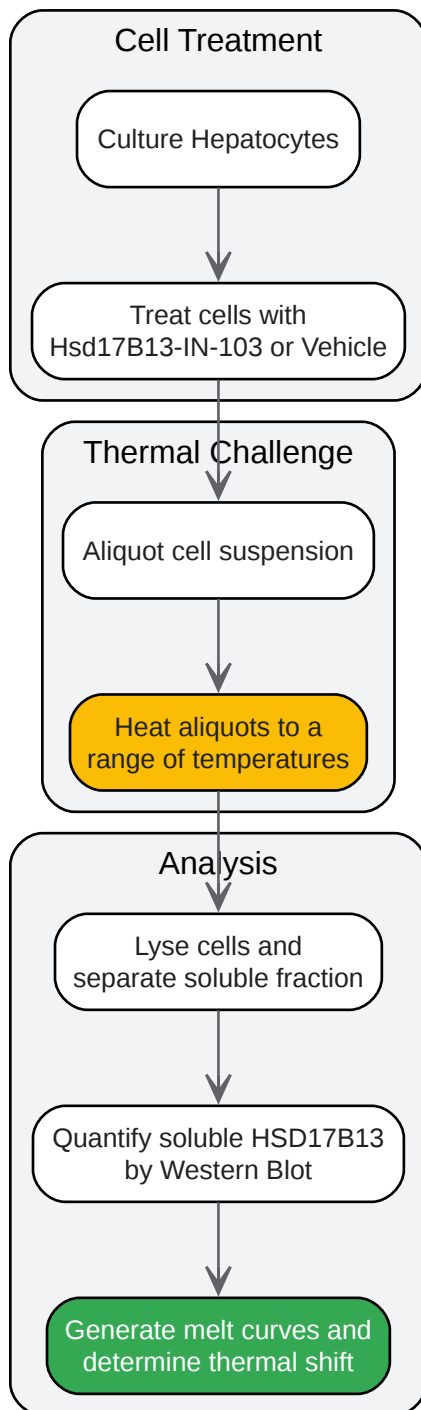 Cell Treatment
Culture Hepatocytes
Treat cells with
Hsd17B13-IN-103 or Vehicle
Thermal Challenge
Aliquot cell suspension
Heat aliquots to a
range of temperatures
Analysis
Lyse cells and
separate soluble fraction
Quantify soluble HSD17B13
by Western Blot
Generate melt curves and
determine thermal shift